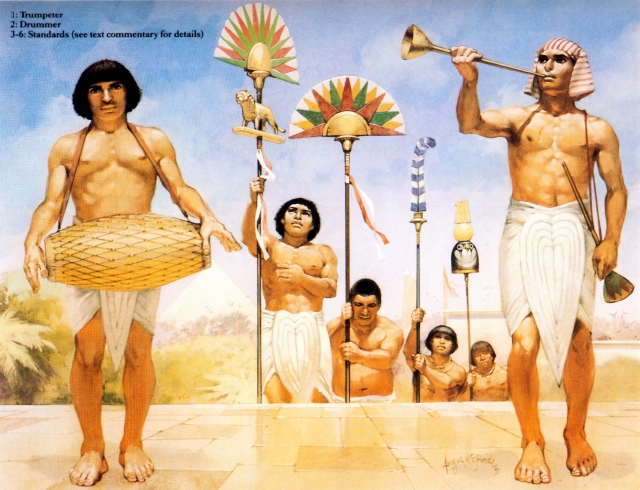 1: Trumpeter
2: Drummer
3-6: Standards (see text commentary for details)